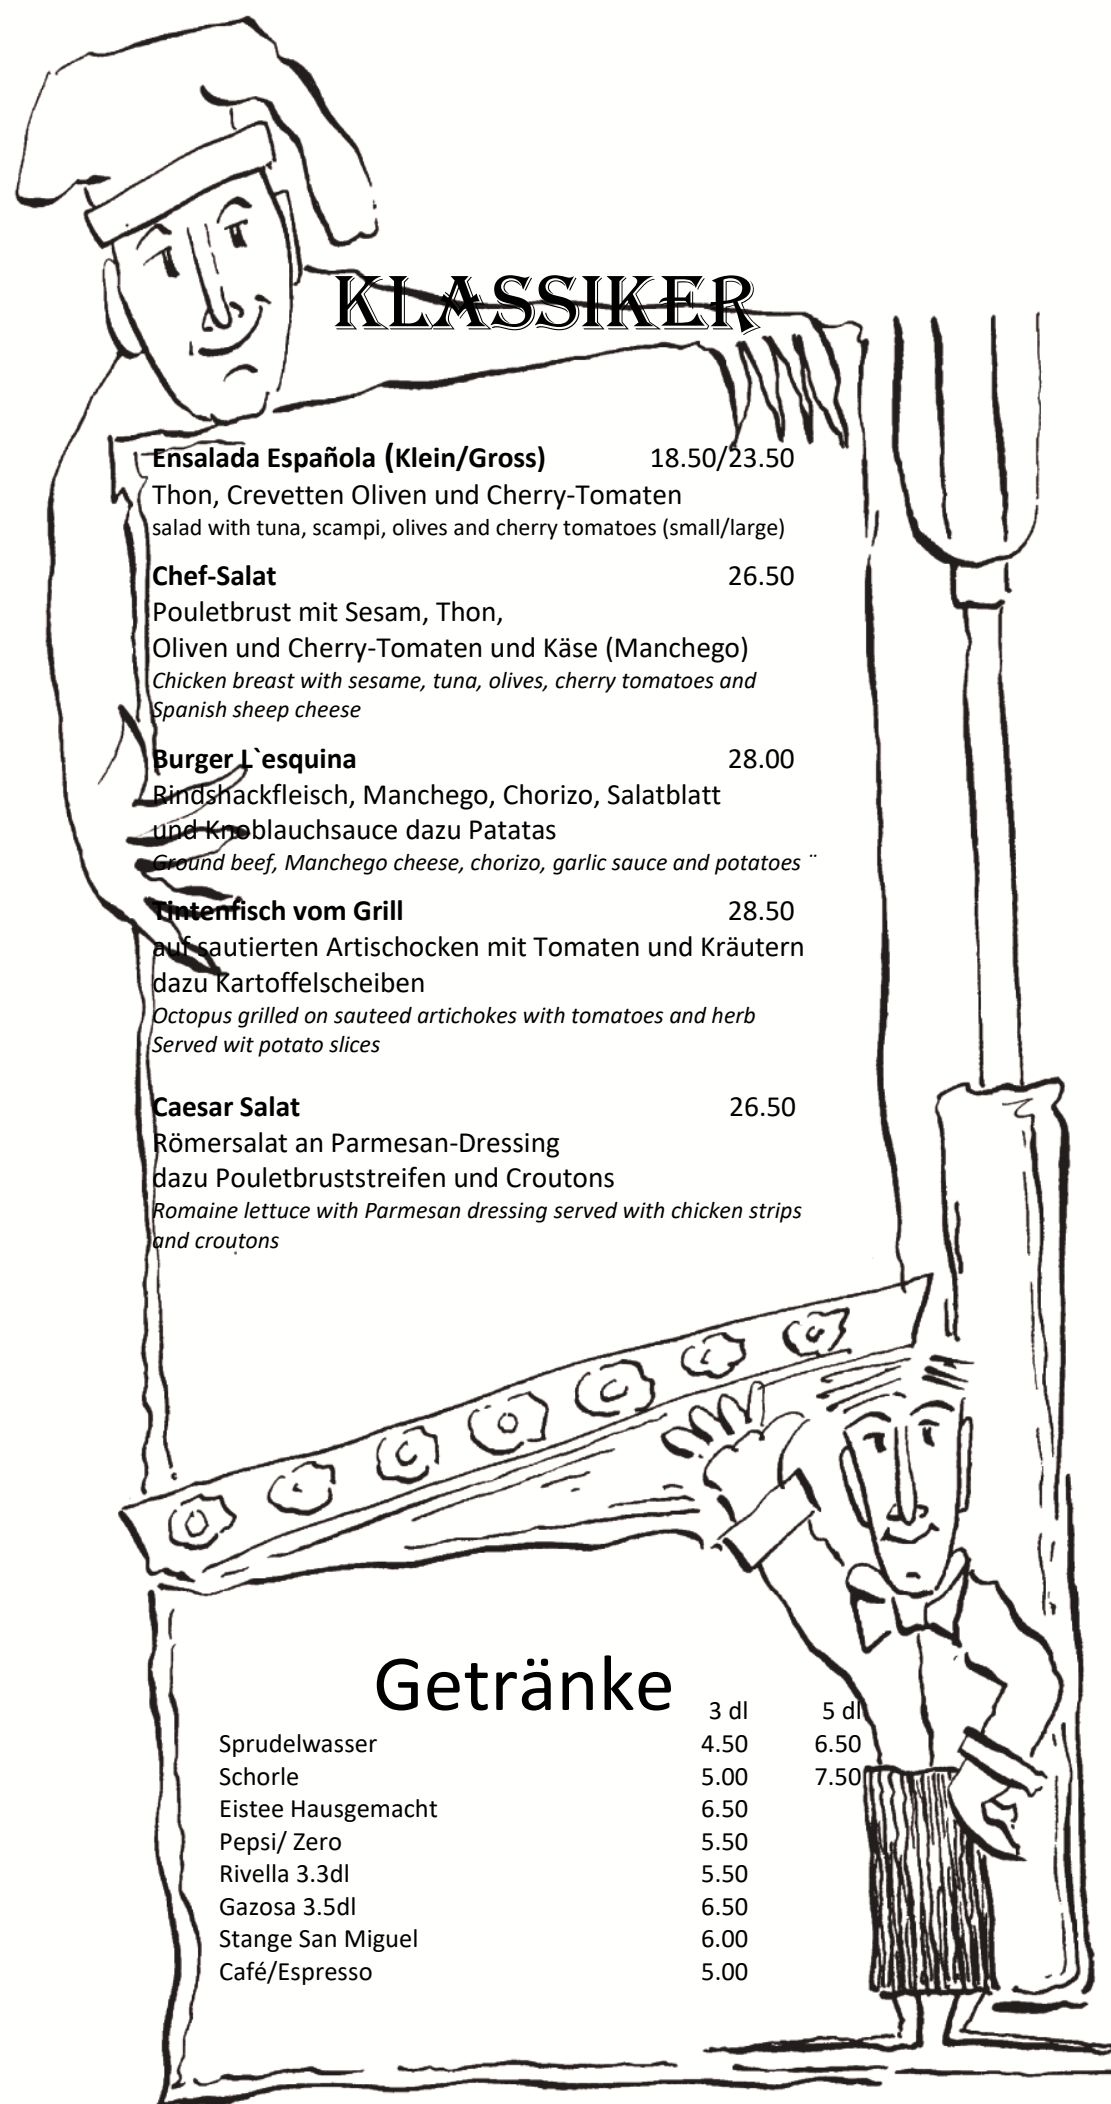 KLASSIKER
Ensalada Española (Klein/Gross) 18.50/23.50
Thon, Crevetten Oliven und Cherry-Tomaten
salad with tuna, scampi, olives and cherry tomatoes (small/large)
Chef-Salat 26.50
Pouletbrust mit Sesam, Thon,
Oliven und Cherry-Tomaten und Käse (Manchego)
Chicken breast with sesame, tuna, olives, cherry tomatoes and
Spanish sheep cheese
Burger L`esquina 28.00
Rindshackfleisch, Manchego, Chorizo, Salatblatt
und Knoblauchsauce dazu Patatas
Ground beef, Manchego cheese, chorizo, garlic sauce and potatoes ¨
Tintenfisch vom Grill 28.50
auf sautierten Artischocken mit Tomaten und Kräutern
dazu Kartoffelscheiben
Octopus grilled on sauteed artichokes with tomatoes and herb
Served wit potato slices
Caesar Salat 26.50
Römersalat an Parmesan-Dressing
dazu Pouletbruststreifen und Croutons
Romaine lettuce with Parmesan dressing served with chicken strips
and croutons
Getränke
3 dl 5 dl
Sprudelwasser 4.50 6.50
Schorle 5.00 7.50
Eistee Hausgemacht 6.50
Pepsi/ Zero 5.50
Rivella 3.3dl 5.50
Gazosa 3.5dl 6.50
Stange San Miguel 6.00
Café/Espresso 5.00